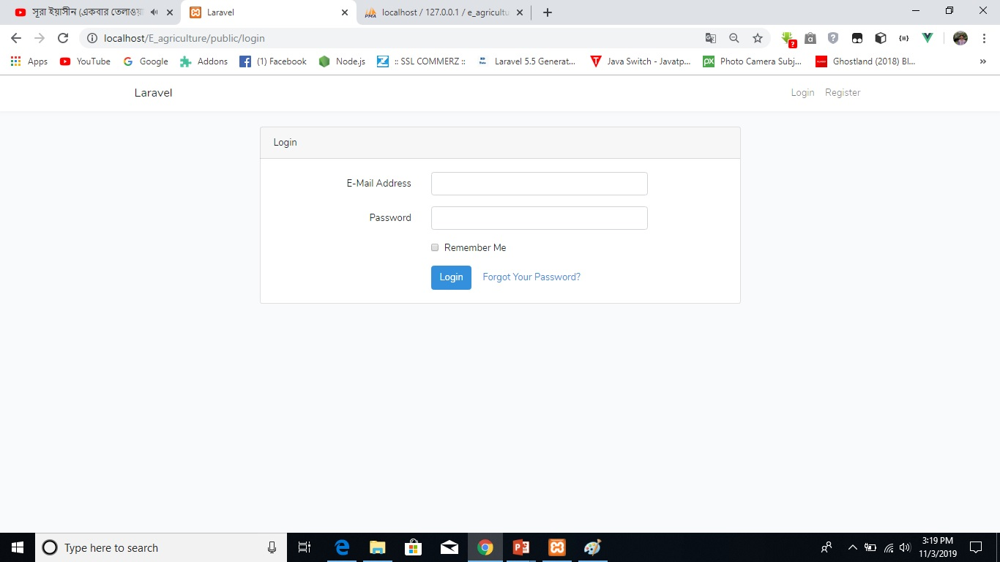 সূরা ইয়াসীন (একবার তেলাওয়া
Laravel
localhost / 127.0.0.1 / e_agricultu
localhost/E_agriculture/public/login
Apps YouTube Google Addons (1) Facebook Node.js :: SSL COMMERZ :: Laravel 5.5 Generat... Java Switch - Javatp... Photo Camera Subj... Ghostland (2018) Bl... »
Laravel Login Register
Login
E-Mail Address
Password
Remember Me
Login Forgot Your Password?
Type here to search
3:19 PM
11/3/2019